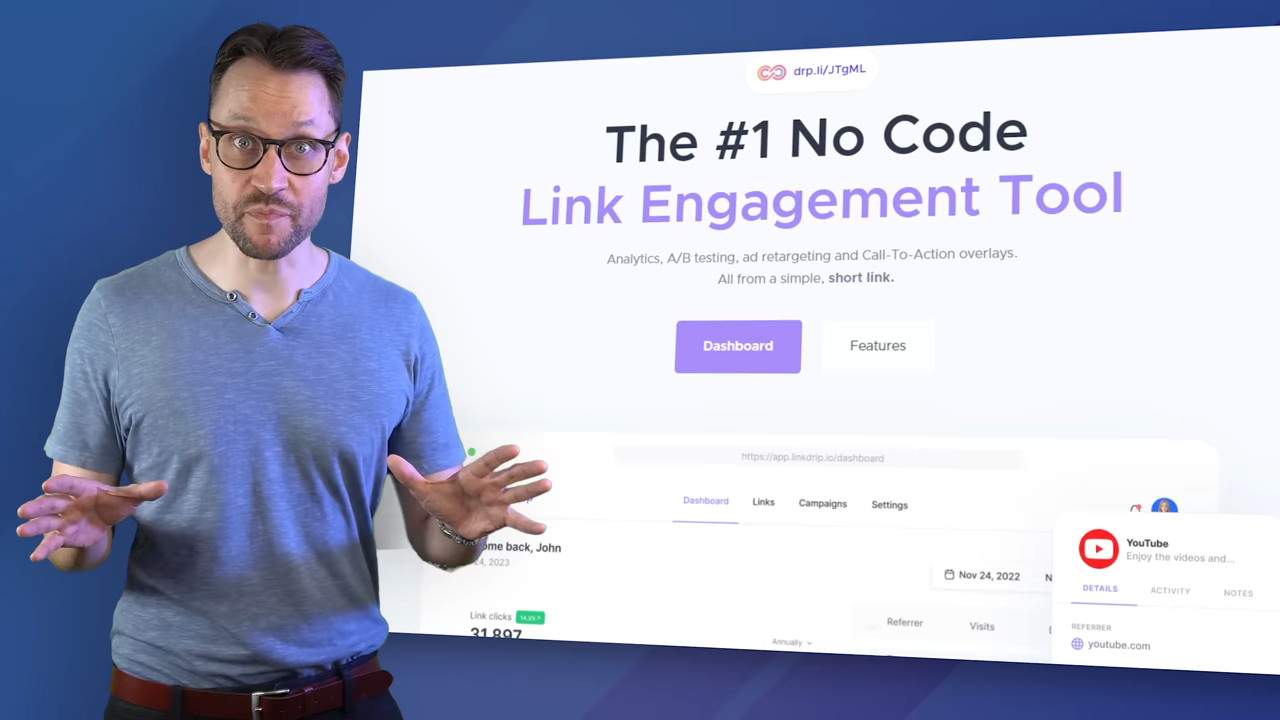 drp.li/JTgML
The #1 No Code
Link Engagement Tool
Analytics, A/B testing, ad retargeting and Call-To-Action overlays.
All from a simple, short link.
Dashboard
Features
https://app.linkdrip.io/dashboard
Dashboard Links Campaigns Settings
ome back, John
24, 2023
Nov 24, 2022
N
Link clicks
31,897
Annually
Referrer
Visits
YouTube
Enjoy the videos and...
DETAILS ACTIVITY NOTES
REFERRER
youtube.com